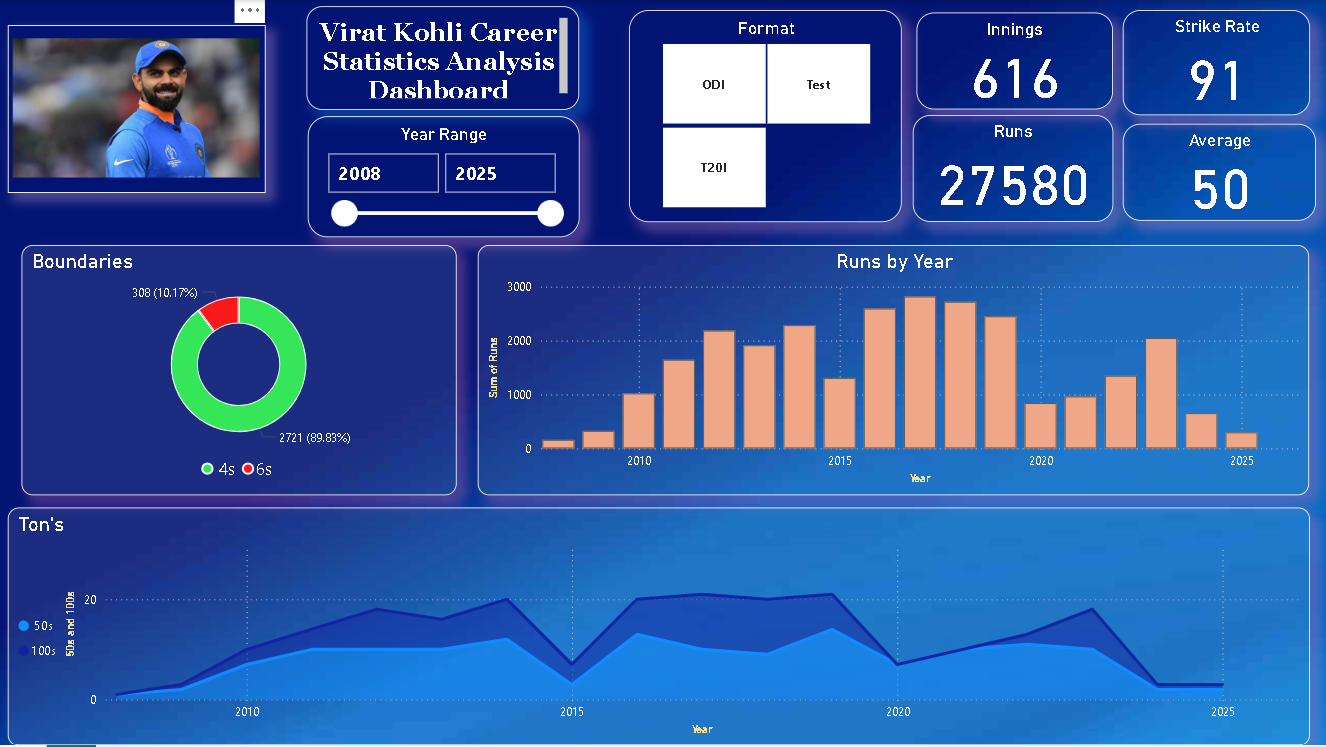 Virat Kohli Career
Statistics Analysis
Dashboard
Year Range
2008
2025
Format
ODI
Test
T20I
Innings
616
Strike Rate
91
Runs
27580
Average
50
Boundaries
308 (10.17%)
2721 (89.83%)
4s
6s
Runs by Year
Sum of Runs
3000
2000
1000
0
2010
2015
2020
2025
Year
Ton's
50s
100s
50s and 100s
20
0
2010
2015
2020
2025
Year